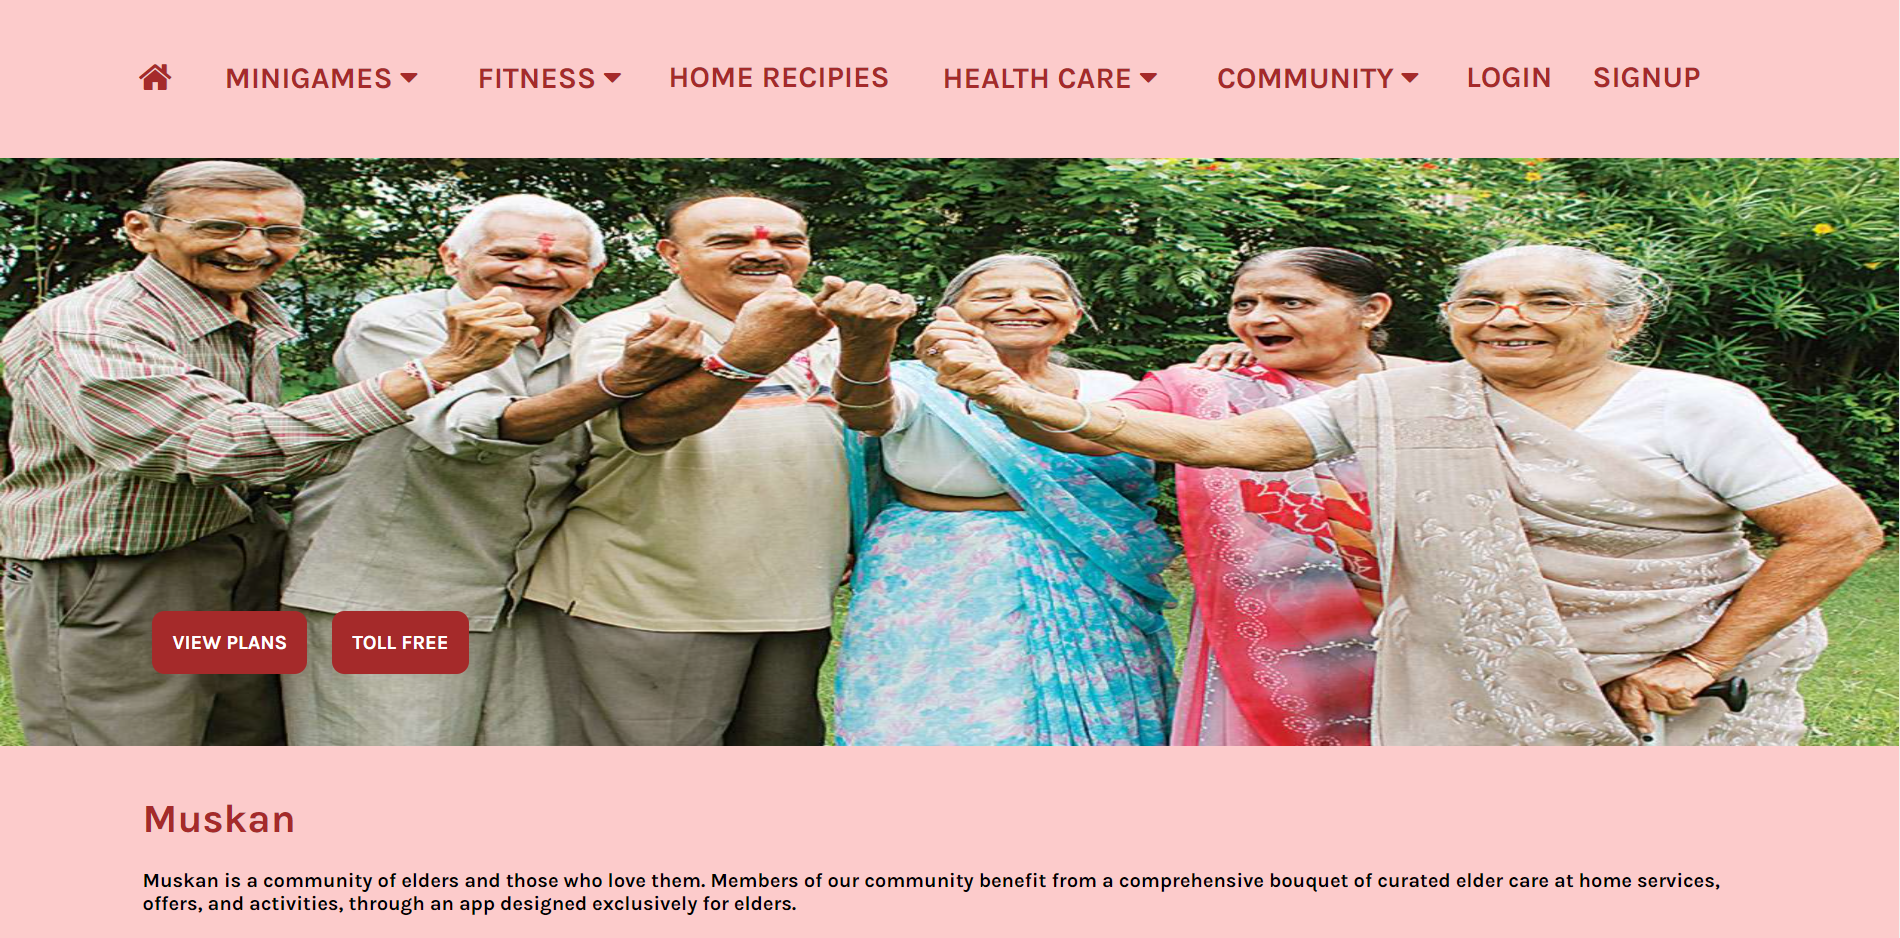 MINIGAMES FITNESS HOME RECIPIES HEALTH CARE COMMUNITY LOGIN SIGNUP
VIEW PLANS TOLL FREE
Muskan
Muskan is a community of elders and those who love them. Members of our community benefit from a comprehensive bouquet of curated elder care at home services,
offers, and activities, through an app designed exclusively for elders.